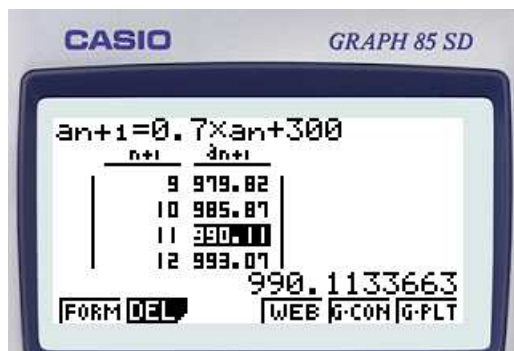 CASIO GRAPH 85 SD
an+1=0.7×an+300
n+1 an+1
9 979.82
10 985.87
11 990.11
12 993.07
990.1133663
FORM DEL WEB G·CON G·PLT